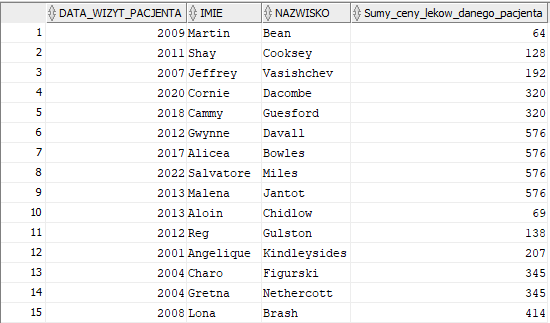 DATA_WIZYT_PACJENTA IMIE NAZWISKO Sumy_ceny_lekow_danego_pacjenta
1 2009 Martin Bean 64
2 2011 Shay Cooksey 128
3 2007 Jeffrey Vasishchev 192
4 2020 Cornie Dacombe 320
5 2018 Cammy Guesford 320
6 2012 Gwynne Davall 576
7 2017 Alicea Bowles 576
8 2022 Salvatore Miles 576
9 2013 Malena Jantot 576
10 2013 Aloin Chidlow 69
11 2012 Reg Gulston 138
12 2001 Angelique Kindleysides 207
13 2004 Charo Figurski 345
14 2004 Gretna Nethercott 345
15 2008 Lona Brash 414